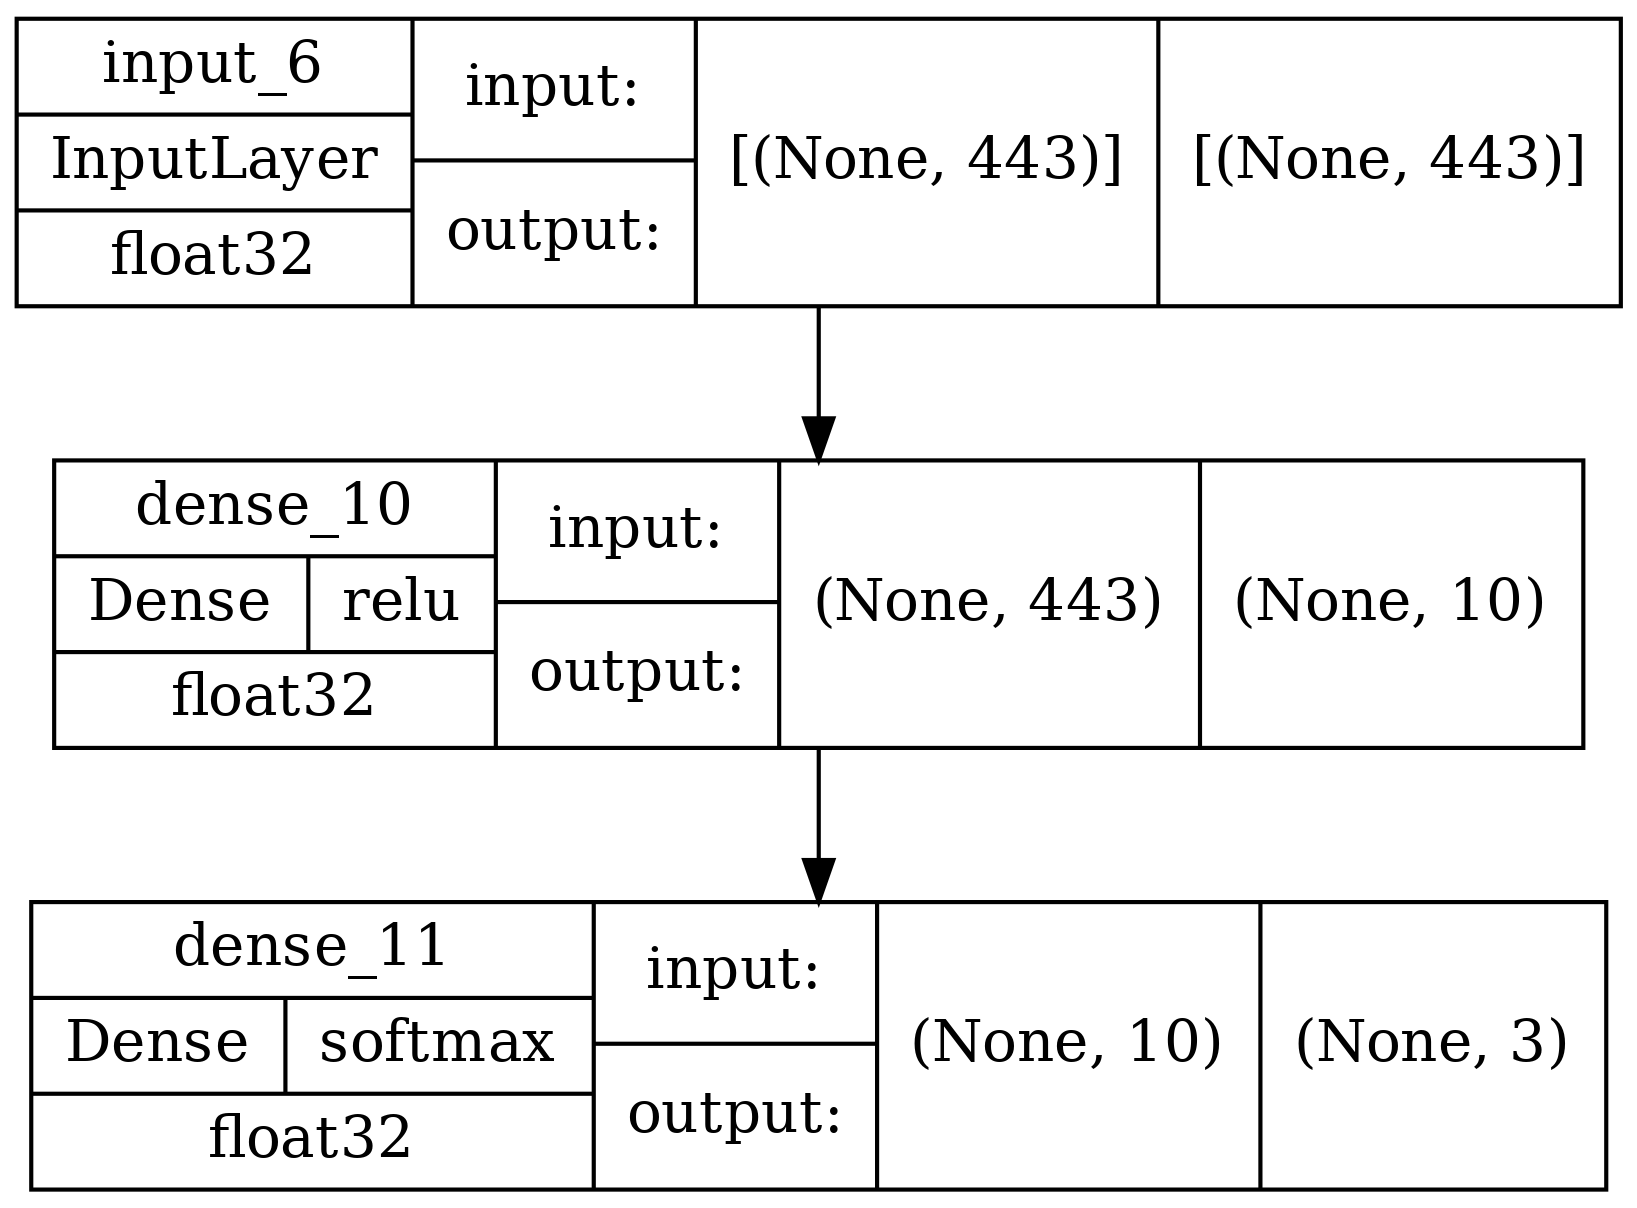 input_6
InputLayer
float32
input:
output:
[(None, 443)]
[(None, 443)]
dense_10
Dense
relu
float32
input:
output:
(None, 443)
(None, 10)
dense_11
Dense
softmax
float32
input:
output:
(None, 10)
(None, 3)